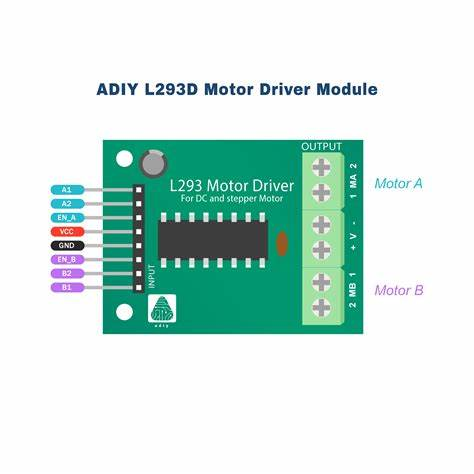 ADIY L293D Motor Driver Module
OUTPUT
L293 Motor Driver
For DC and stepper Motor
A1
A2
EN_A
VCC
GND
EN_B
B2
B1
INPUT
adiy
1 MA 2
+ V -
2 MB 1
Motor A
Motor B